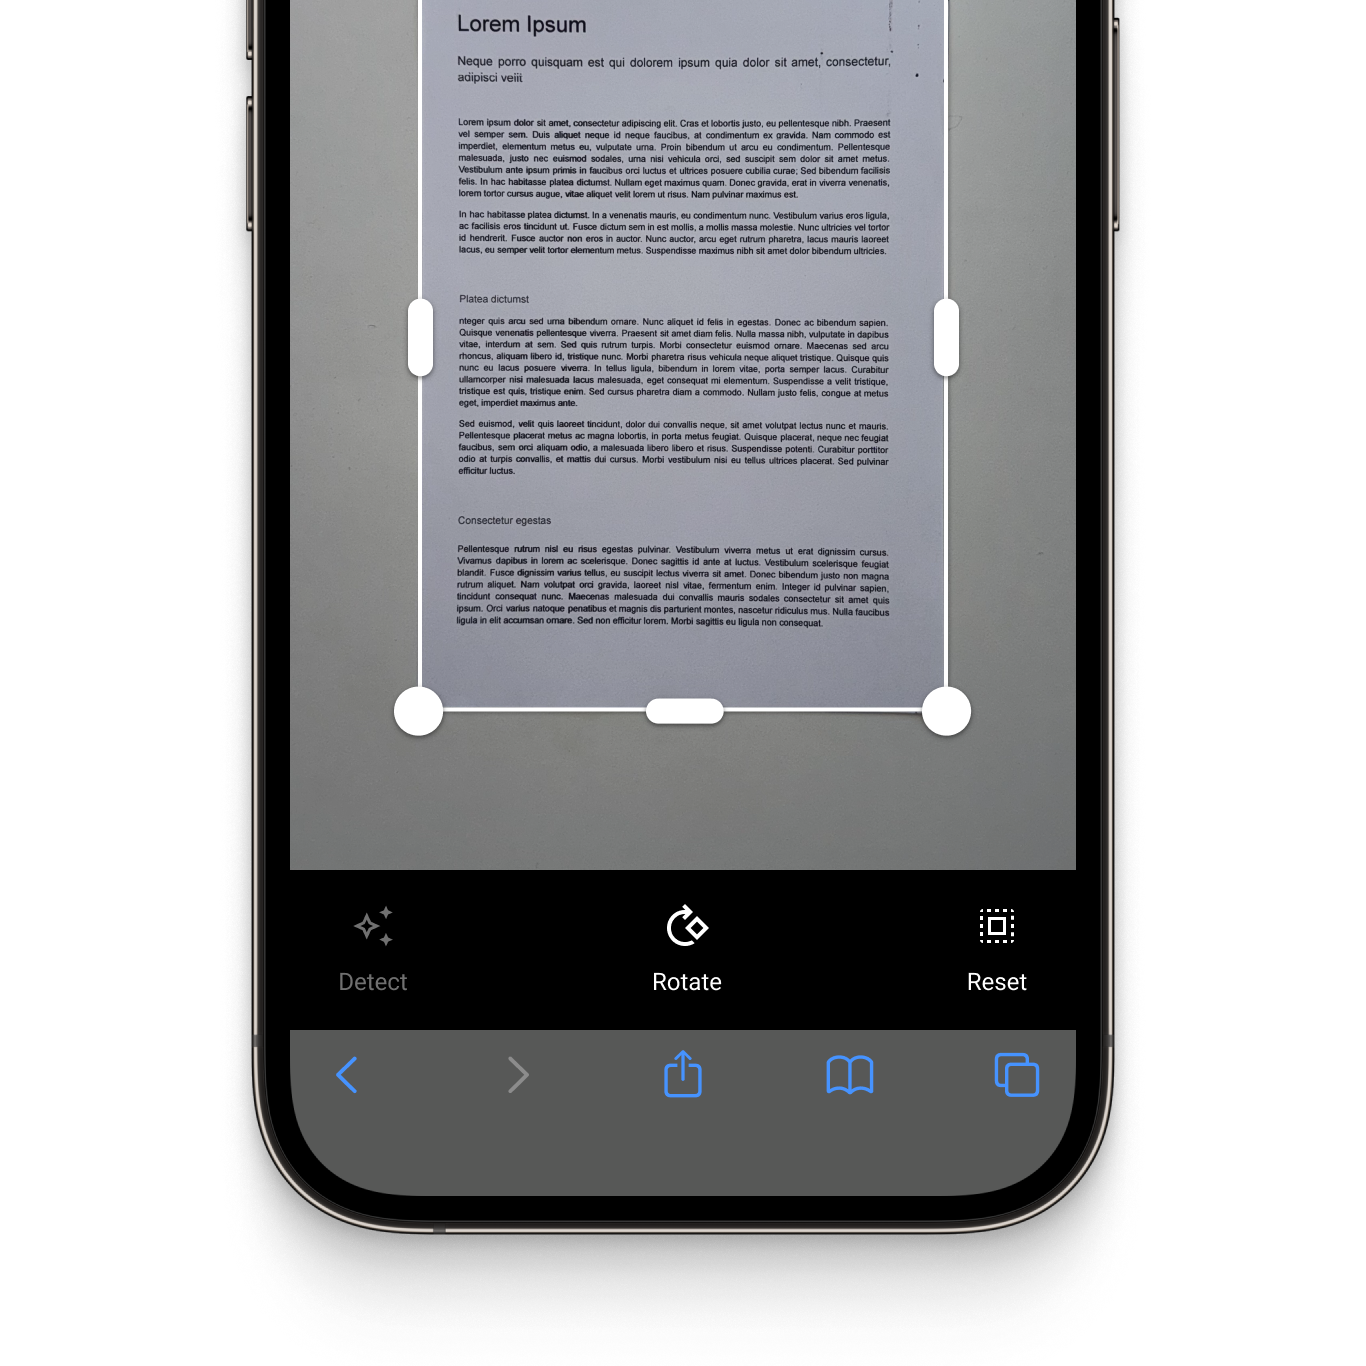 Lorem Ipsum
Neque porro quisquam est qui dolorem ipsum quia dolor sit amet, consectetur,
adipisci velit
Lorem ipsum dolor sit amet, consectetur adipiscing elit. Cras et lobortis justo, eu pellentesque nibh. Praesent
vel semper sem. Duis aliquet neque id neque faucibus, at condimentum ex gravida. Nam commodo est
imperdiet, elementum metus eu, vulputate urna. Proin bibendum ut arcu eu condimentum. Pellentesque
malesuada, justo nec euismod sodales, urna nisi vehicula orci, sed suscipit sem dolor sit amet metus.
Vestibulum ante ipsum primis in faucibus orci luctus et ultrices posuere cubilia curae; Sed bibendum facilisis
felis. In hac habitasse platea dictumst. Nullam eget maximus quam. Donec gravida, erat in viverra venenatis,
lorem tortor cursus augue, vitae aliquet velit lorem ut risus. Nam pulvinar maximus est.
In hac habitasse platea dictumst. In a venenatis mauris, eu condimentum nunc. Vestibulum varius eros ligula,
ac facilisis eros tincidunt ut. Fusce dictum sem in est mollis, a mollis massa molestie. Nunc ultricies vel tortor
id hendrerit. Fusce auctor non eros in auctor. Nunc auctor, arcu eget rutrum pharetra, lacus mauris laoreet
lacus, eu semper velit tortor elementum metus. Suspendisse maximus nibh sit amet dolor bibendum ultricies.
Platea dictumst
nteger quis arcu sed urna bibendum ornare. Nunc aliquet id felis in egestas. Donec ac bibendum sapien.
Quisque venenatis pellentesque viverra. Praesent sit amet diam felis. Nulla massa nibh, vulputate in dapibus
vitae, interdum at sem. Sed quis rutrum turpis. Morbi consectetur euismod ornare. Maecenas sed arcu
rhoncus, aliquam libero id, tristique nunc. Morbi pharetra risus vehicula neque aliquet tristique. Quisque quis
nunc eu lacus posuere viverra. In tellus ligula, bibendum in lorem vitae, porta semper lacus. Curabitur
ullamcorper nisi malesuada lacus malesuada, eget consequat mi elementum. Suspendisse a velit tristique,
tristique est quis, tristique enim. Sed cursus pharetra diam a commodo. Nullam justo felis, congue at metus
eget, imperdiet maximus ante.
Sed euismod, velit quis laoreet tincidunt, dolor dui convallis neque, sit amet volutpat lectus nunc et mauris.
Pellentesque placerat metus ac magna lobortis, in porta metus feugiat. Quisque placerat, neque nec feugiat
faucibus, sem orci aliquam odio, a malesuada libero libero et risus. Suspendisse potenti. Curabitur porttitor
odio at turpis convallis, et mattis dui cursus. Morbi vestibulum nisi eu tellus ultrices placerat. Sed pulvinar
efficitur luctus.
Consectetur egestas
Pellentesque rutrum nisl eu risus egestas pulvinar. Vestibulum viverra metus ut erat dignissim cursus.
Vivamus dapibus in lorem ac scelerisque. Donec sagittis id ante at luctus. Vestibulum scelerisque feugiat
blandit. Fusce dignissim varius tellus, eu suscipit lectus viverra sit amet. Donec bibendum justo non magna
rutrum aliquet. Nam volutpat orci gravida, laoreet nisl vitae, fermentum enim. Integer id pulvinar sapien,
tincidunt consequat nunc. Maecenas malesuada dui convallis mauris sodales consectetur sit amet quis
ipsum. Orci varius natoque penatibus et magnis dis parturient montes, nascetur ridiculus mus. Nulla faucibus
ligula in elit accumsan ornare. Sed non efficitur lorem. Morbi sagittis eu ligula non consequat.
Detect
Rotate
Reset